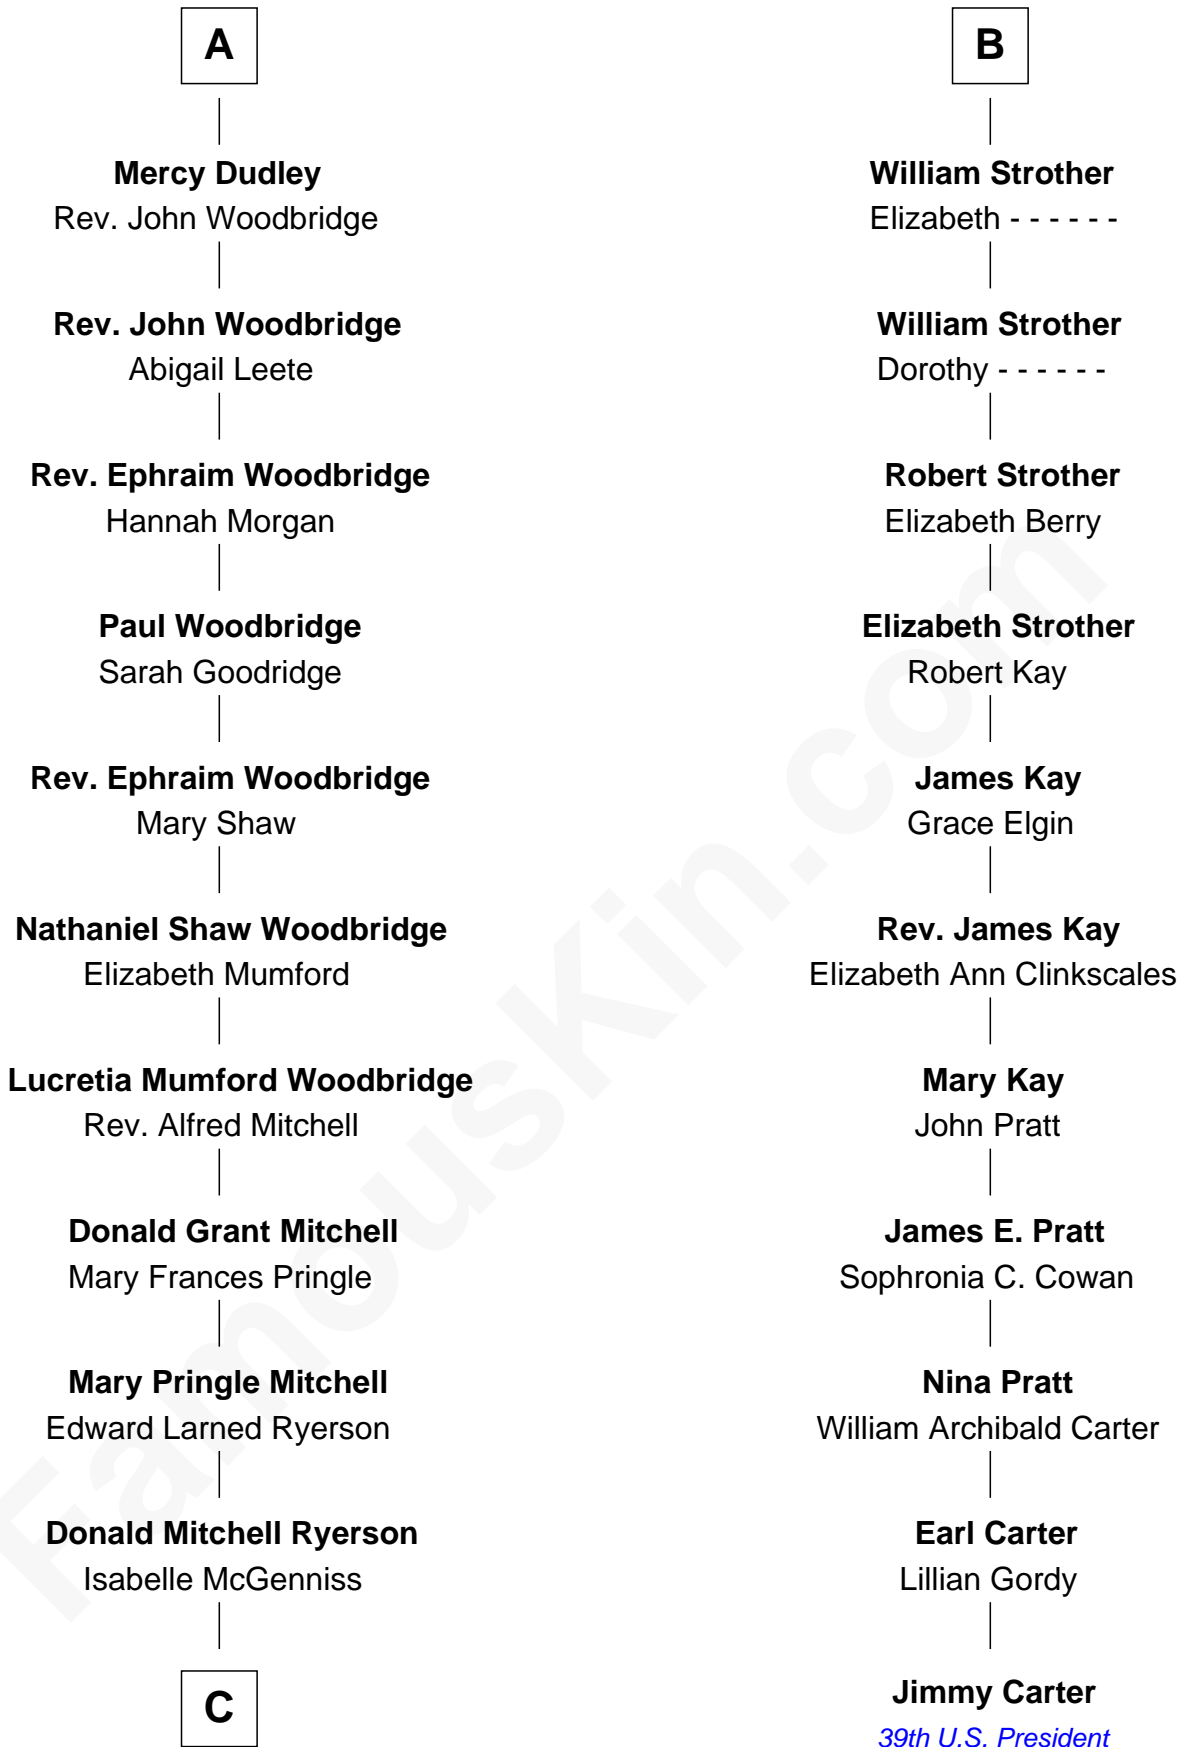 A
Mercy Dudley
Rev. John Woodbridge
Rev. John Woodbridge
Abigail Leete
Rev. Ephraim Woodbridge
Hannah Morgan
Paul Woodbridge
Sarah Goodridge
Rev. Ephraim Woodbridge
Mary Shaw
Nathaniel Shaw Woodbridge
Elizabeth Mumford
Lucretia Mumford Woodbridge
Rev. Alfred Mitchell
Donald Grant Mitchell
Mary Frances Pringle
Mary Pringle Mitchell
Edward Larned Ryerson
Donald Mitchell Ryerson
Isabelle McGenniss
C
B
William Strother
Elizabeth - - - - - -
William Strother
Dorothy - - - - - -
Robert Strother
Elizabeth Berry
Elizabeth Strother
Robert Kay
James Kay
Grace Elgin
Rev. James Kay
Elizabeth Ann Clinkscales
Mary Kay
John Pratt
James E. Pratt
Sophronia C. Cowan
Nina Pratt
William Archibald Carter
Earl Carter
Lillian Gordy
Jimmy Carter
39th U.S. President
FamousKin.com